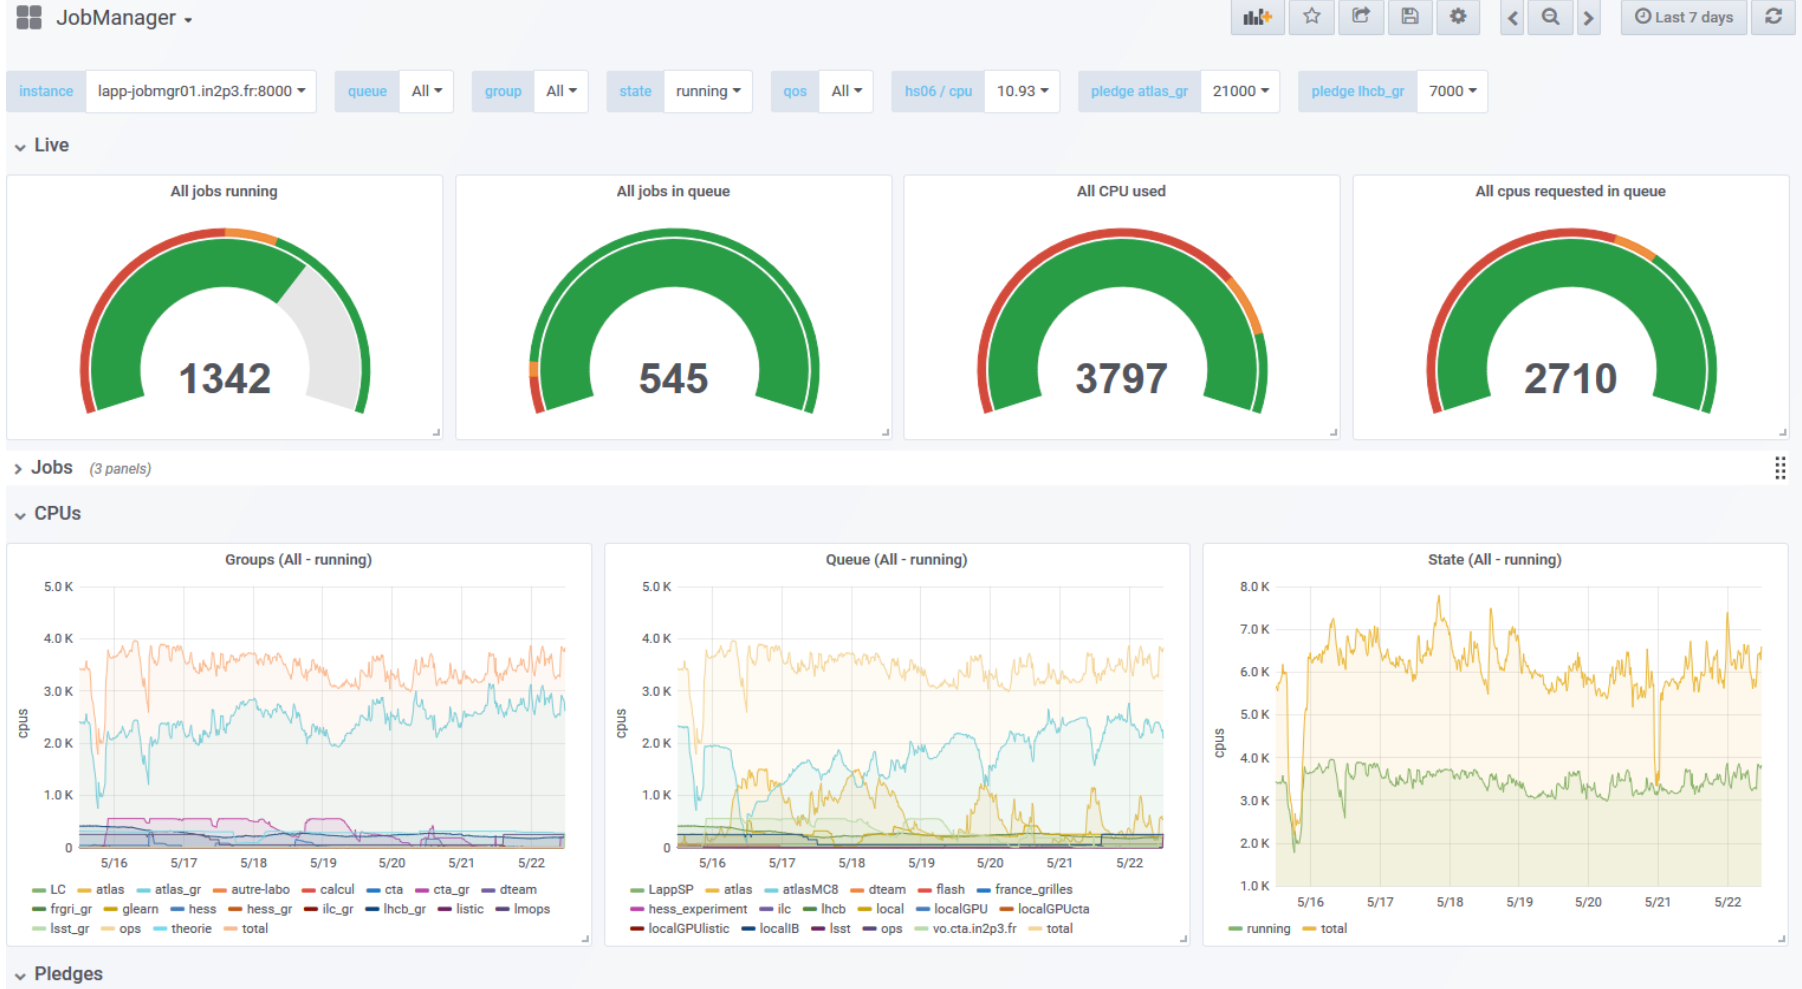 JobManager
Last 7 days
instance lapp-jobmgr01.in2p3.fr:8000 queue All group All state running qos All hs06 / cpu 10.93 pledge atlas_gr 21000 pledge lhcb_gr 7000
Live
All jobs running
1342
All jobs in queue
545
All CPU used
3797
All cpus requested in queue
2710
Jobs (3 panels)
CPUs
Groups (All - running)
5.0 K
4.0 K
3.0 K
2.0 K
1.0 K
0
cpus
5/16 5/17 5/18 5/19 5/20 5/21 5/22
LC atlas atlas_gr autre-labo calcul cta cta_gr dteam
frgri_gr glearn hess hess_gr ilc_gr lhcb_gr listic lmops
lsst_gr ops theorie total
Queue (All - running)
5.0 K
4.0 K
3.0 K
2.0 K
1.0 K
0
cpus
5/16 5/17 5/18 5/19 5/20 5/21 5/22
LappSP atlas atlasMC8 dteam flash france_grilles
hess_experiment ilc lhcb local localGPU localGPUcta
localGPUlistic localIB lsst ops vo.cta.in2p3.fr total
State (All - running)
8.0 K
7.0 K
6.0 K
5.0 K
4.0 K
3.0 K
2.0 K
1.0 K
cpus
5/16 5/17 5/18 5/19 5/20 5/21 5/22
running total
Pledges